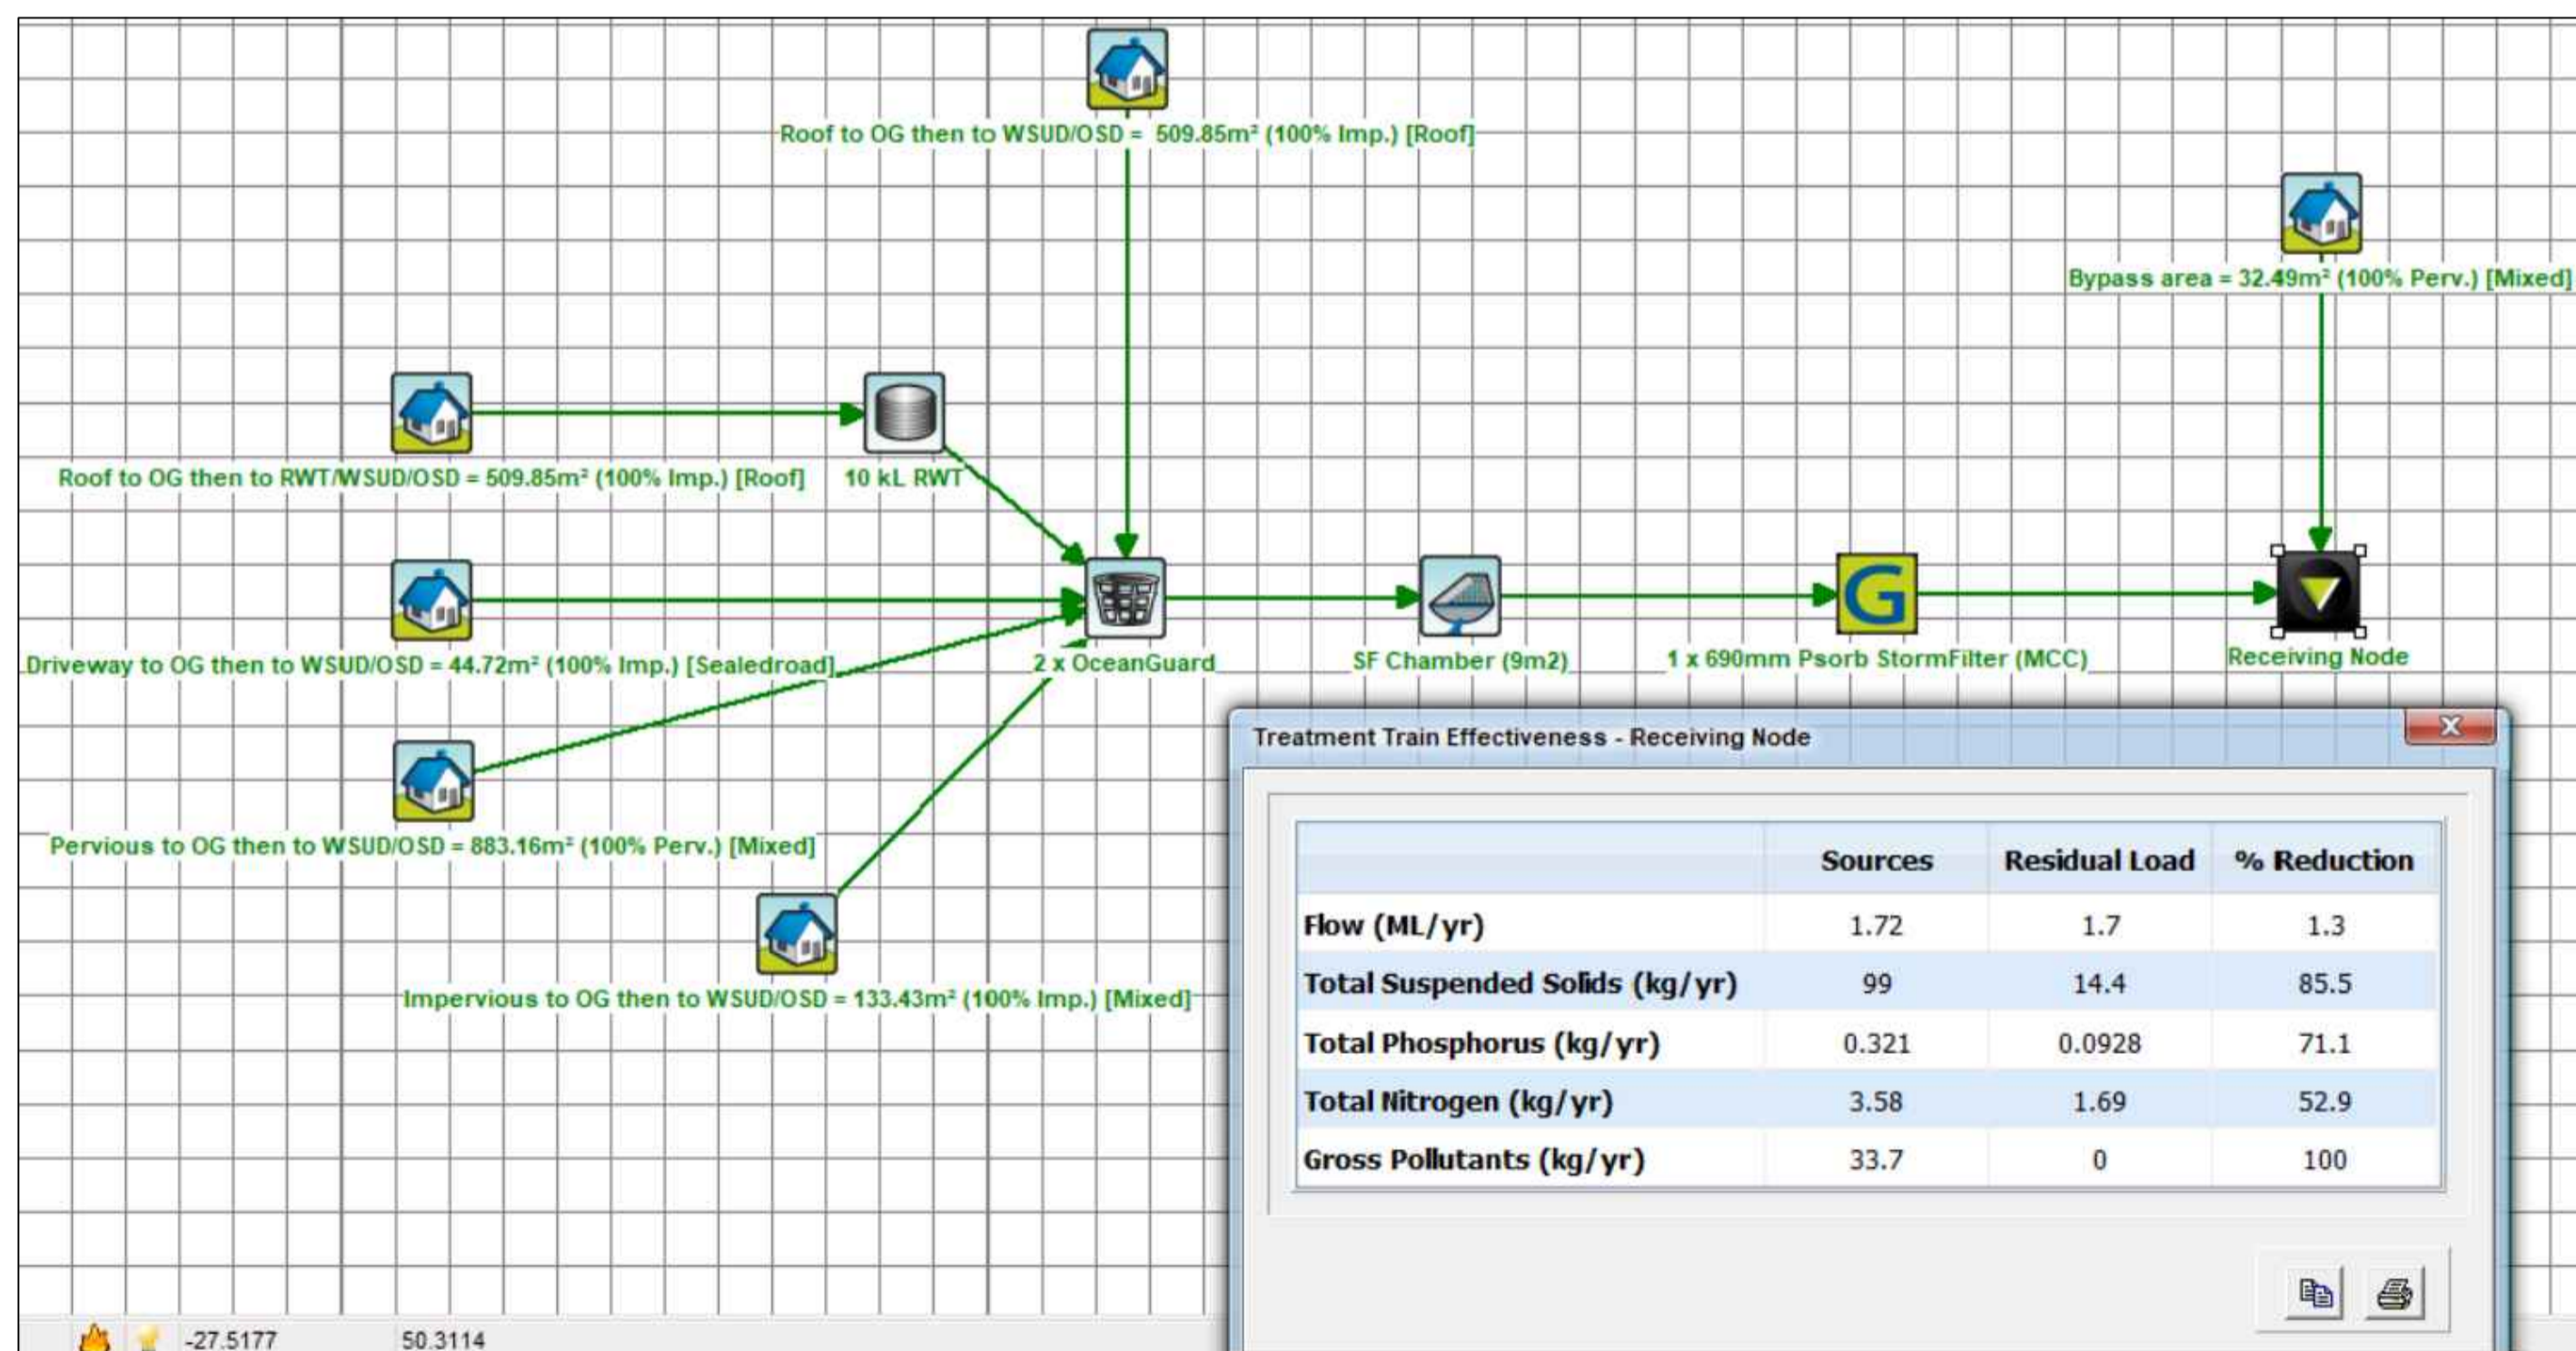 Roof to OG then to WSUD/OSD = 509.85m² (100% Imp.) [Roof]
Bypass area = 32.49m² (100% Perv.) [Mixed]
Roof to OG then to RWT/WSUD/OSD = 509.85m² (100% Imp.) [Roof]
10 kL RWT
Driveway to OG then to WSUD/OSD = 44.72m² (100% Imp.) [Sealedroad]
2 x OceanGuard
SF Chamber (9m2)
G
1 x 690mm Psorb StormFilter (MCC)
Receiving Node
Pervious to OG then to WSUD/OSD = 883.16m² (100% Perv.) [Mixed]
Impervious to OG then to WSUD/OSD = 133.43m² (100% Imp.) [Mixed]
Treatment Train Effectiveness - Receiving Node
Sources Residual Load % Reduction
Flow (ML/yr) 1.72 1.7 1.3
Total Suspended Solids (kg/yr) 99 14.4 85.5
Total Phosphorus (kg/yr) 0.321 0.0928 71.1
Total Nitrogen (kg/yr) 3.58 1.69 52.9
Gross Pollutants (kg/yr) 33.7 0 100
-27.5177 50.3114